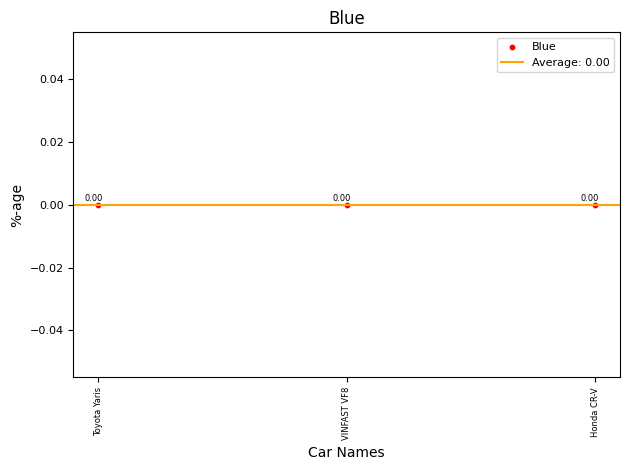 Blue
Blue
Average: 0.00
0.04
0.02
0.00
−0.02
−0.04
%-age
0.00
0.00
0.00
Toyota Yaris
VINFAST VF8
Honda CR-V
Car Names